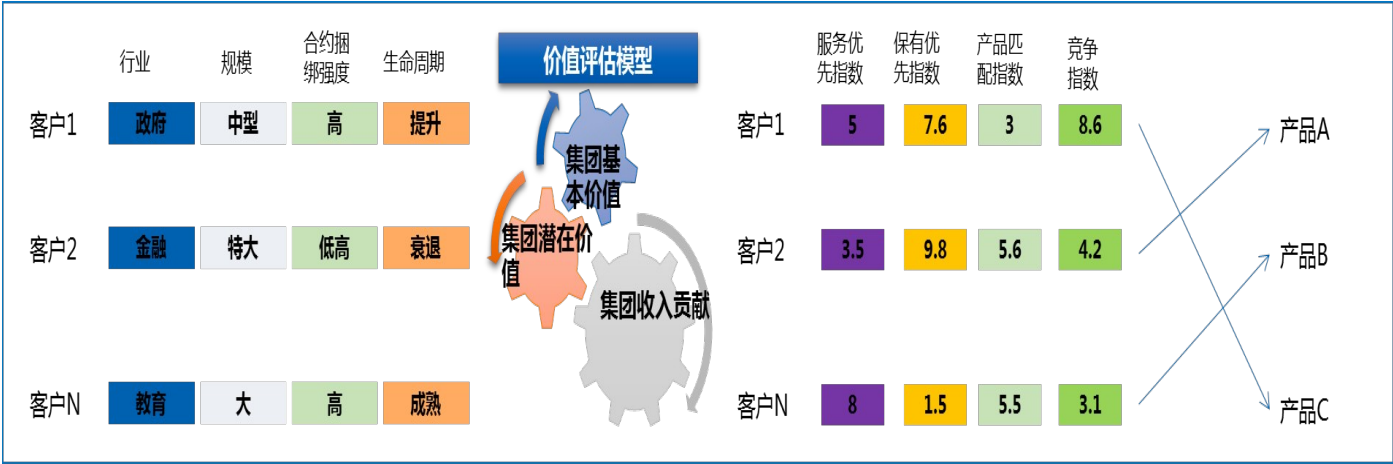 行业
规模
合约捆
绑强度
生命周期
客户1
政府
中型
高
提升
客户2
金融
特大
低高
衰退
客户N
教育
大
高
成熟
价值评估模型
集团基
本价值
集团潜在价
值
集团收入贡献
服务优
先指数
保有优
先指数
产品匹
配指数
竞争
指数
客户1
5
7.6
3
8.6
客户2
3.5
9.8
5.6
4.2
客户N
8
1.5
5.5
3.1
产品A
产品B
产品C